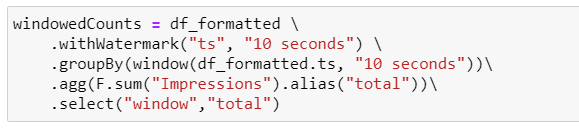 windowedCounts = df_formatted \
.withWatermark("ts", "10 seconds") \
.groupBy(window(df_formatted.ts, "10 seconds"))\
.agg(F.sum("Impressions").alias("total"))\
.select("window","total")